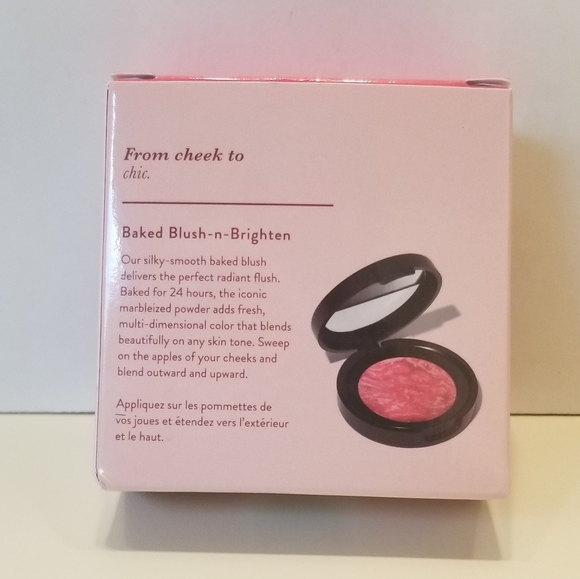 From cheek to
chic.
Baked Blush-n-Brighten
Our silky-smooth baked blush
delivers the perfect radiant flush.
Baked for 24 hours, the iconic
marbleized powder adds fresh,
multi-dimensional color that blends
beautifully on any skin tone. Sweep
on the apples of your cheeks and
blend outward and upward.
Appliquez sur les pommettes de
vos joues et étendez vers l'extérieur
et le haut.